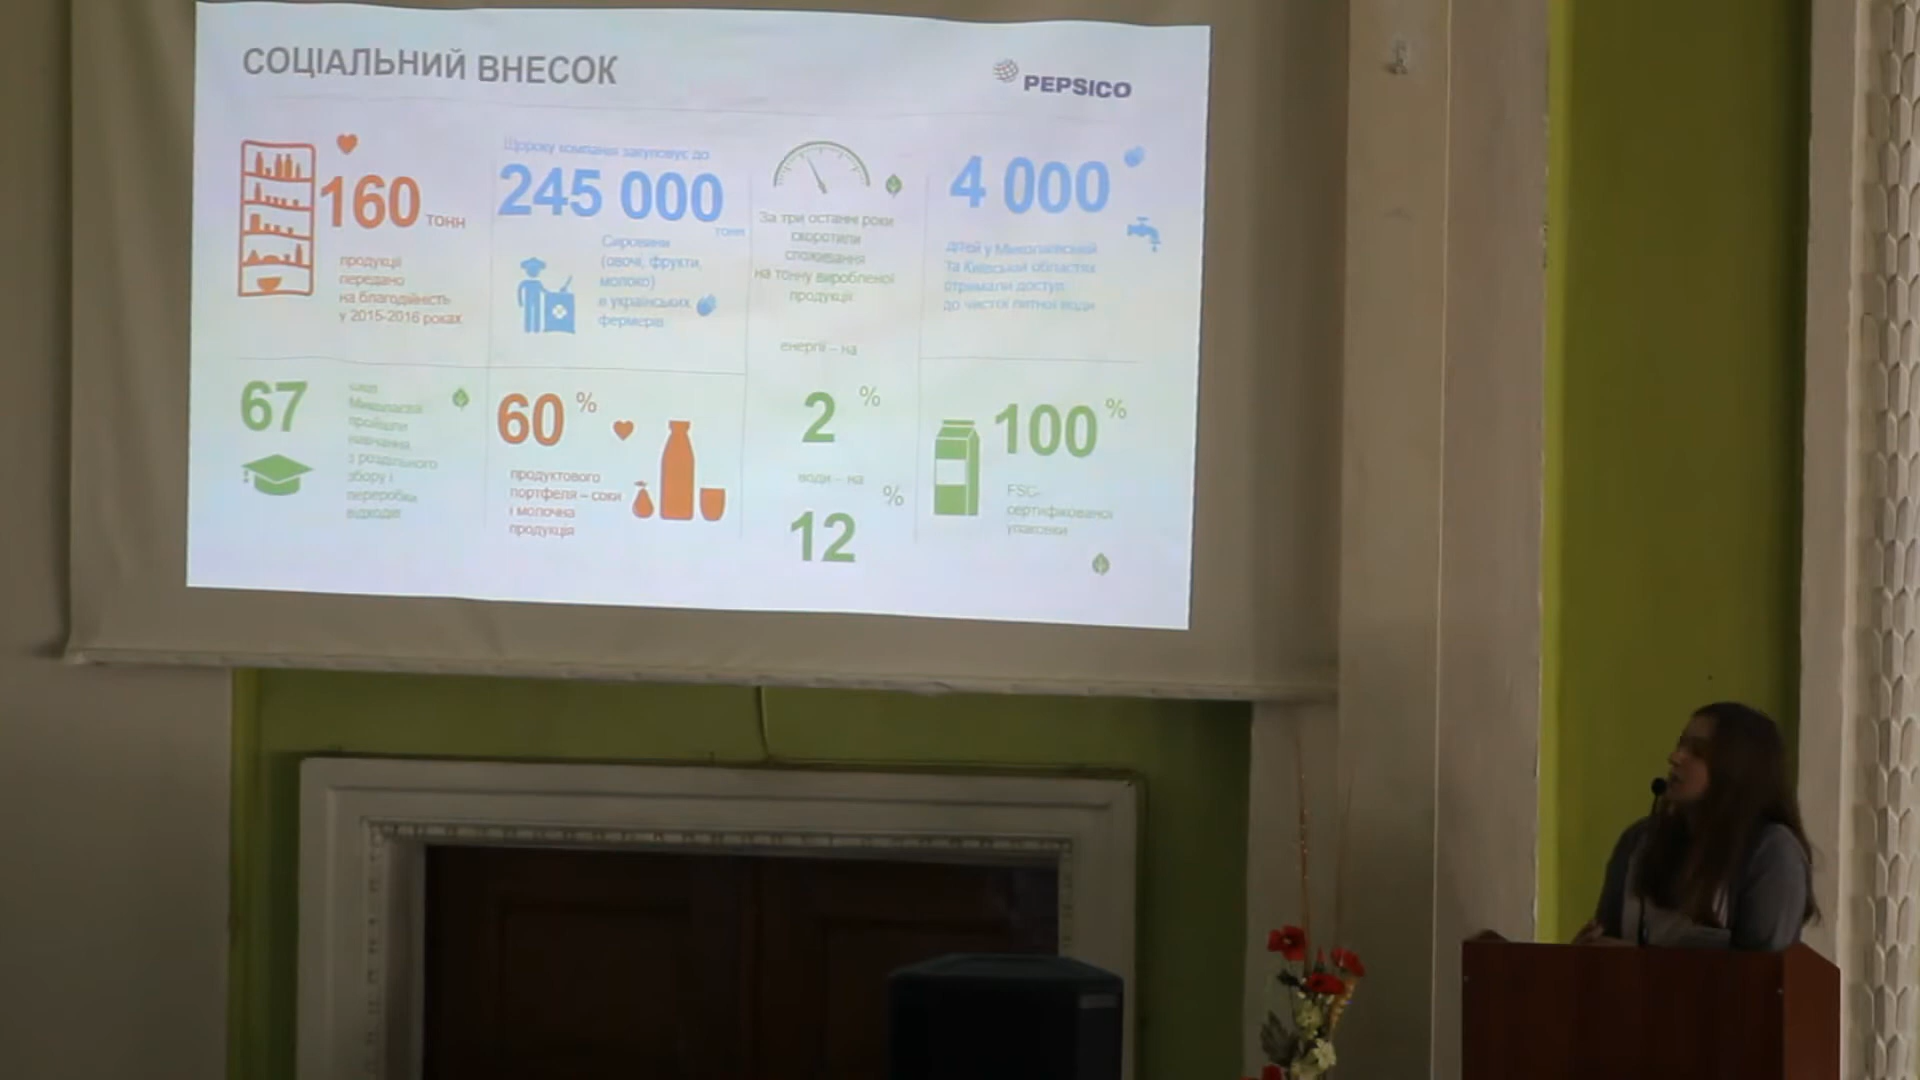 СОЦІАЛЬНИЙ ВНЕСОК
PEPSICO
160 тонн
продукції
передано
на благодійність
у 2015-2016 роках
Щороку компанія закуповує до
245 000
тонн
Сировини
(овочі, фрукти,
молоко)
в українських
фермерів
За три останні роки
скоротили
споживання
на тонну виробленої
продукції:
енергії – на
2 %
води – на
12 %
4 000
дітей у Миколаївській
та Київській областях
отримали доступ
до чистої питної води
67
Миколаєва
пройшли
навчання
з роздільного
збору і
переробки
відходів
60 %
продуктового
портфеля – соки
і молочна
продукція
100 %
FSC-
сертифікованої
упаковки